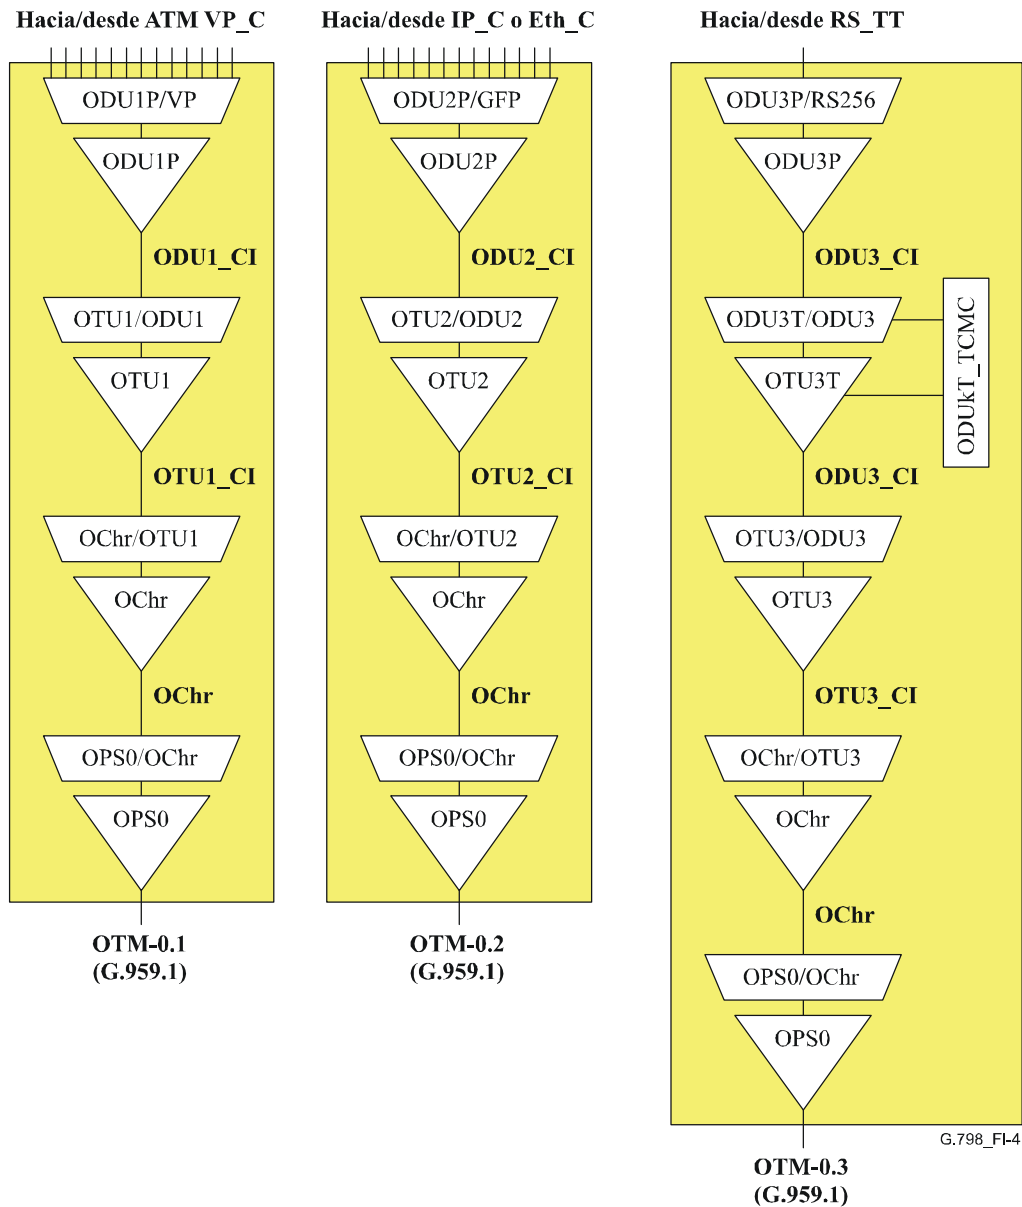 Hacia/desde ATM VP_C
ODU1P/VP
ODU1P
ODU1_CI
OTU1/ODU1
OTU1
OTU1_CI
OChr/OTU1
OChr
OChr
OPS0/OChr
OPS0
OTM-0.1
(G.959.1)
Hacia/desde IP_C o Eth_C
ODU2P/GFP
ODU2P
ODU2_CI
OTU2/ODU2
OTU2
OTU2_CI
OChr/OTU2
OChr
OChr
OPS0/OChr
OPS0
OTM-0.2
(G.959.1)
Hacia/desde RS_TT
ODU3P/RS256
ODU3P
ODU3_CI
ODU3T/ODU3
OTU3T
ODUkT_TCMC
ODU3_CI
OTU3/ODU3
OTU3
OTU3_CI
OChr/OTU3
OChr
OChr
OPS0/OChr
OPS0
G.798_FI-4
OTM-0.3
(G.959.1)